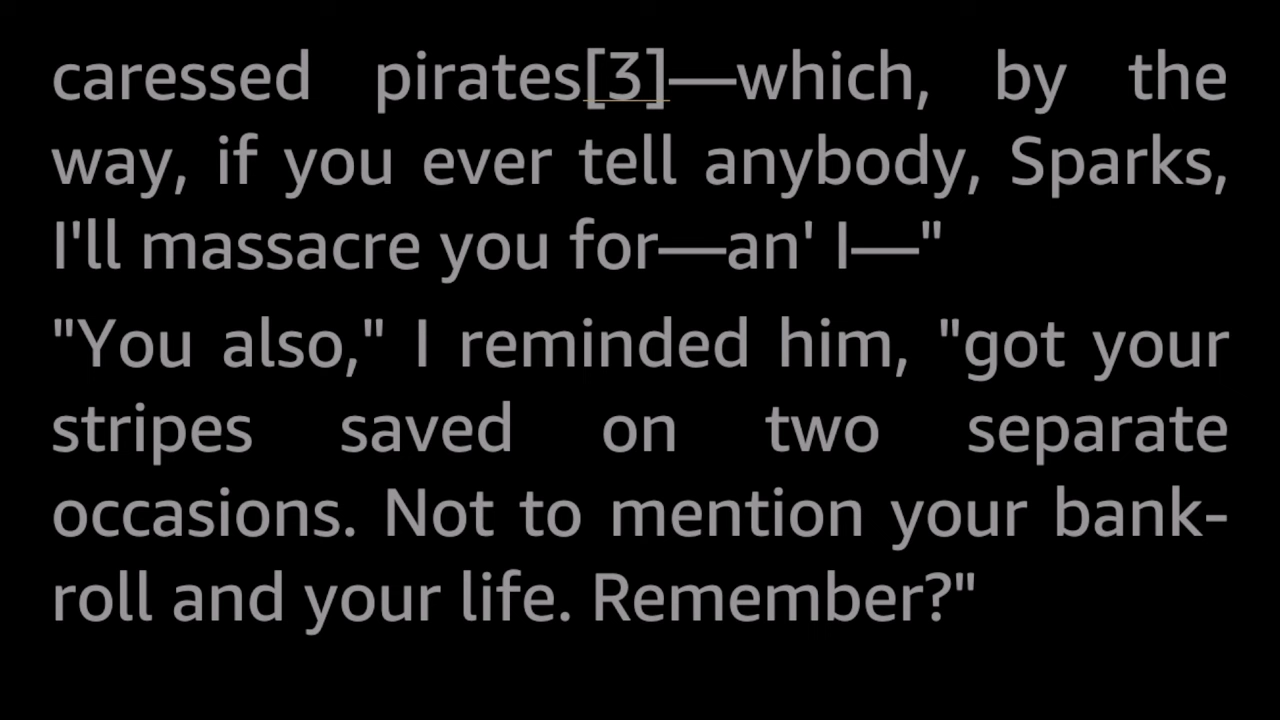 caressed pirates[3]—which, by the
way, if you ever tell anybody, Sparks,
I'll massacre you for—an' I—"
"You also," I reminded him, "got your
stripes saved on two separate
occasions. Not to mention your bank-
roll and your life. Remember?"